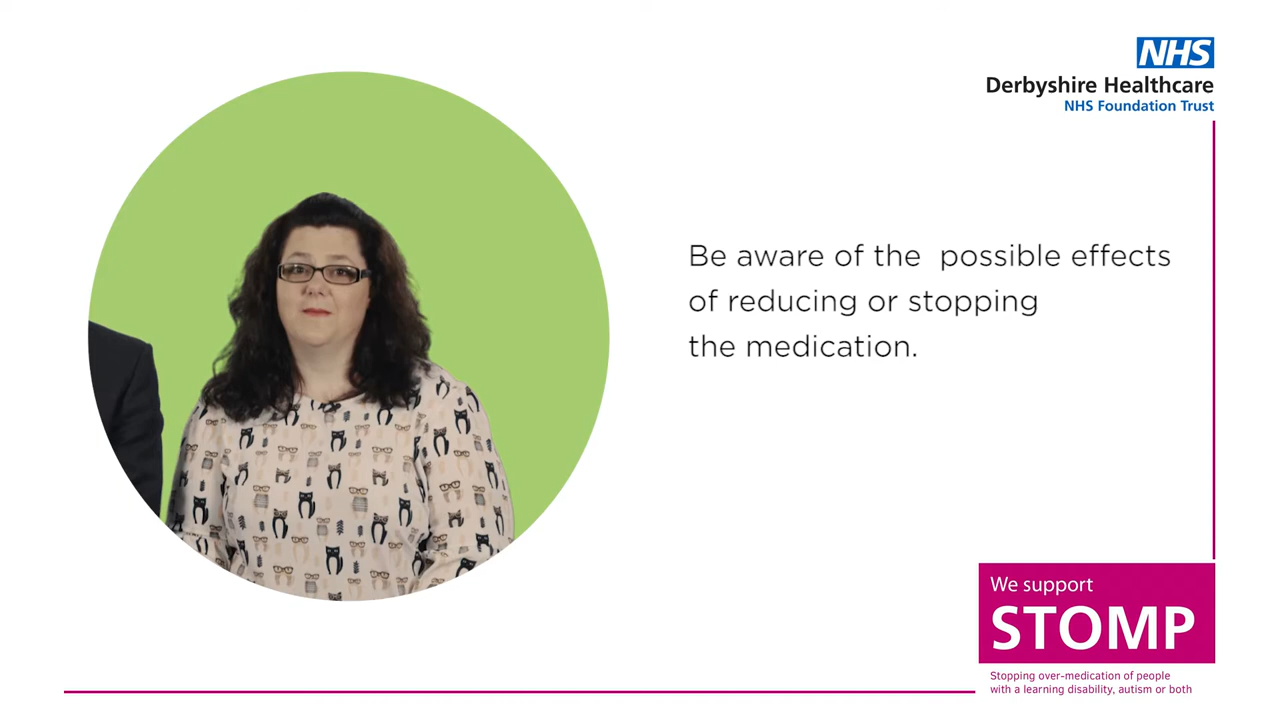 NHS
Derbyshire Healthcare
NHS Foundation Trust
Be aware of the  possible effects
of reducing or stopping
the medication.
We support
STOMP
Stopping over-medication of people
with a learning disability, autism or both